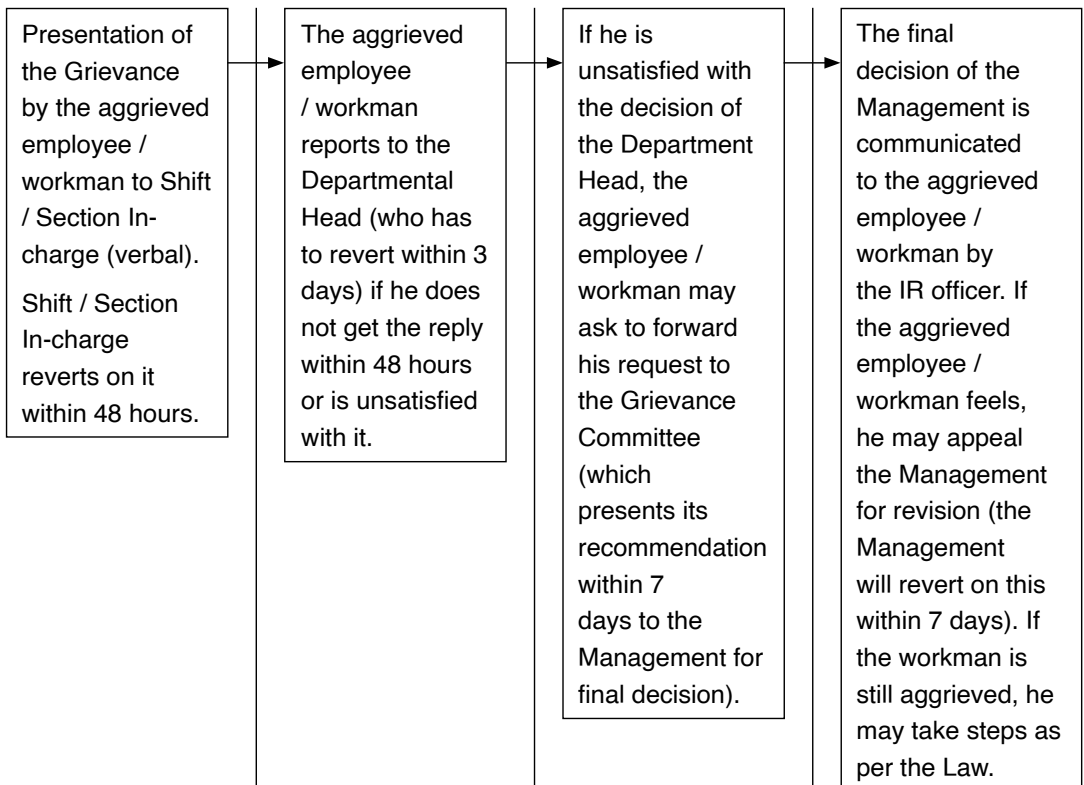 Presentation of
the Grievance
by the aggrieved
employee /
workman to Shift
/ Section In-
charge (verbal).
Shift / Section
In-charge
reverts on it
within 48 hours.
The aggrieved
employee
/ workman
reports to the
Departmental
Head (who has
to revert within 3
days) if he does
not get the reply
within 48 hours
or is unsatisfied
with it.
If he is
unsatisfied with
the decision of
the Department
Head, the
aggrieved
employee /
workman may
ask to forward
his request to
the Grievance
Committee
(which
presents its
recommendation
within 7
days to the
Management for
final decision).
The final
decision of the
Management is
communicated
to the aggrieved
employee /
workman by
the IR officer. If
the aggrieved
employee /
workman feels,
he may appeal
the Management
for revision (the
Management
will revert on this
within 7 days). If
the workman is
still aggrieved, he
may take steps as
per the Law.